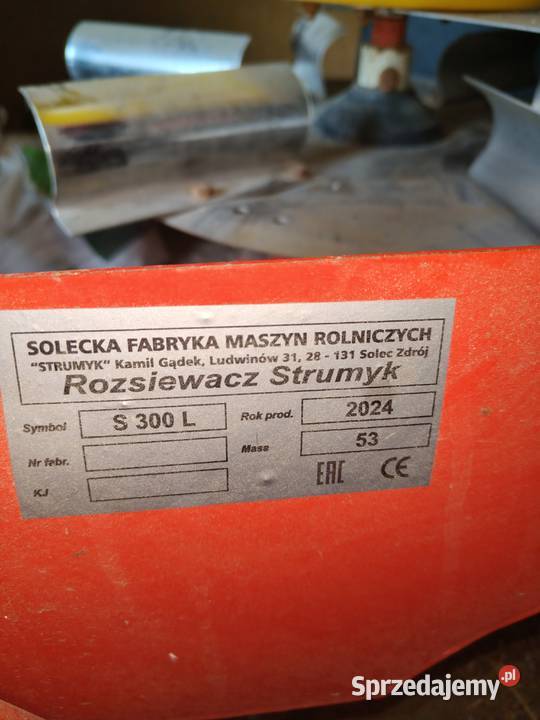 SOLECKA FABRYKA MASZYN ROLNICZYCH
"STRUMYK" Kamil Gądek, Ludwinów 31, 28 - 131 Solec Zdrój
Rozsiewacz Strumyk
Symbol S 300 L Rok prod. 2024
Nr fabr. Masa 53
KJ EAC CE
Sprzedajemy.pl